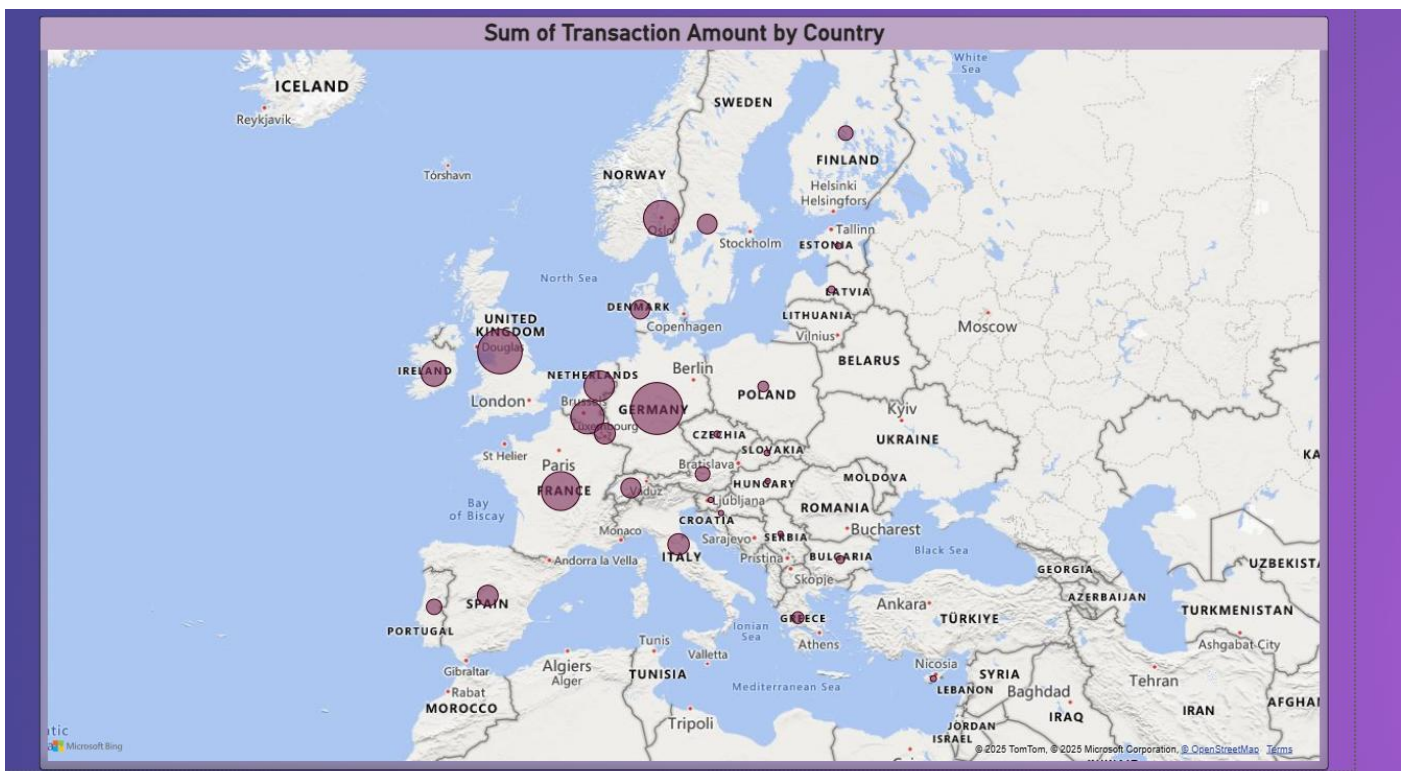 Sum of Transaction Amount by Country
White
Sea
ICELAND
Reykjavik
SWEDEN
FINLAND
Tórshavn
NORWAY
Helsinki
Helsingfors
Oslo
Stockholm
Tallinn
ESTONIA
North Sea
LATVIA
DENMARK
Copenhagen
LITHUANIA
Vilnius
Moscow
UNITED
KINGDOM
Douglas
IRELAND
BELARUS
NETHERLANDS
Berlin
London
Brussels
GERMANY
POLAND
Kyiv
UKRAINE
Luxembourg
CZECHIA
SLOVAKIA
St Helier
Paris
Bratislava
KA
FRANCE
Vaduz
HUNGARY
MOLDOVA
Ljubljana
ROMANIA
Bay
of Biscay
CROATIA
Monaco
Sarajevo
SERBIA
Bucharest
Andorra la Vella
ITALY
Pristina
BULGARIA
Black Sea
Skopje
GEORGIA
UZBEKIST
SPAIN
Ankara
AZERBAIJAN
TÜRKIYE
TURKMENISTAN
PORTUGAL
Ionian
Sea
GREECE
Athens
Ashgabat City
Gibraltar
Algiers
Alger
Tunis
Valletta
TUNISIA
Nicosia
SYRIA
LEBANON
Baghdad
Tehran
Rabat
MOROCCO
Mediterranean Sea
Tripoli
IRAQ
IRAN
AFGHA
JORDAN
ISRAEL
tic
Microsoft Bing
© 2025 TomTom, © 2025 Microsoft Corporation, © OpenStreetMap Terms